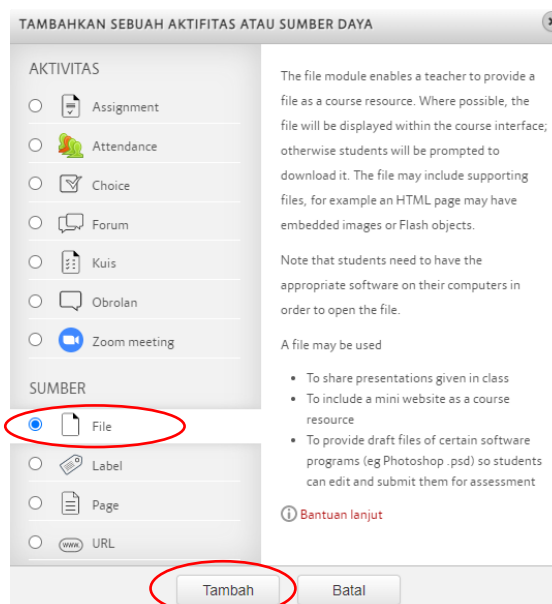 TAMBAHKAN SEBUAH AKTIFITAS ATAU SUMBER DAYA
AKTIVITAS
Assignment
Attendance
Choice
Forum
Kuis
Obrolan
Zoom meeting
SUMBER
File
Label
Page
www URL
The file module enables a teacher to provide a
file as a course resource. Where possible, the
file will be displayed within the course interface;
otherwise students will be prompted to
download it. The file may include supporting
files, for example an HTML page may have
embedded images or Flash objects.
Note that students need to have the
appropriate software on their computers in
order to open the file.
A file may be used
• To share presentations given in class
• To include a mini website as a course
resource
• To provide draft files of certain software
programs (eg Photoshop .psd) so students
can edit and submit them for assessment
Bantuan lanjut
Tambah
Batal